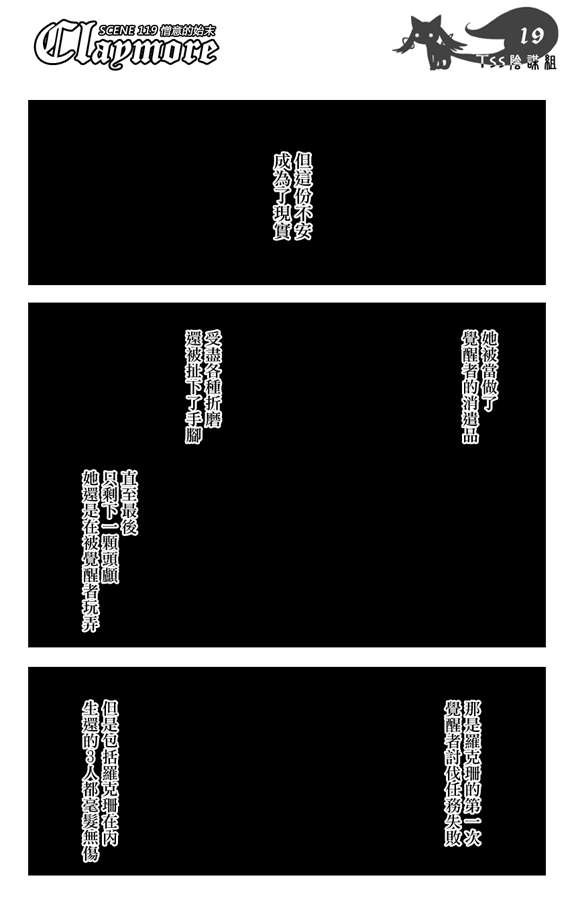 SCENE 119 憎意的始末
Claymore
19
Tss陰謀組
但這份不安
成為了現實
她被當做了
覺醒者的消遣品
受盡各種折磨
還被扯下了手腳
直至最後
只剩下一顆頭顱
她還是在被覺醒者玩弄
那是羅克珊的第一次
覺醒者討伐任務失敗
但是包括羅克珊在內
生還的3人都毫髮無傷